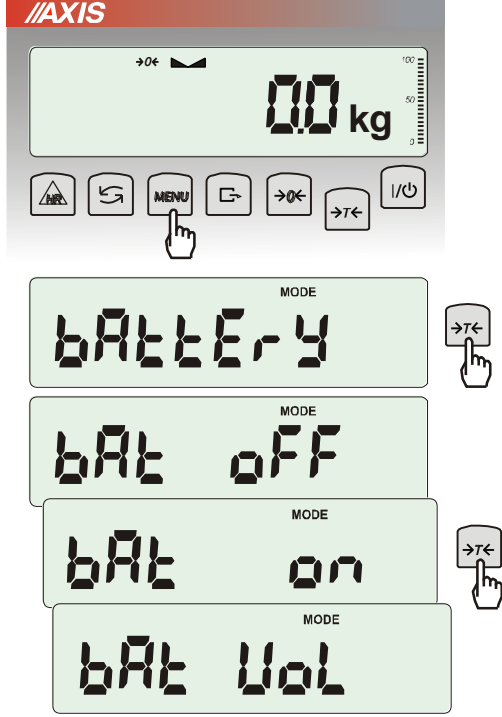 //AXIS
→0←
100
50
0
0.0 kg
HR MENU →0← →T← I/⏻
MODE
bAttErY
→T←
MODE
bAt oFF
MODE
bAt on
→T←
MODE
bAt UoL